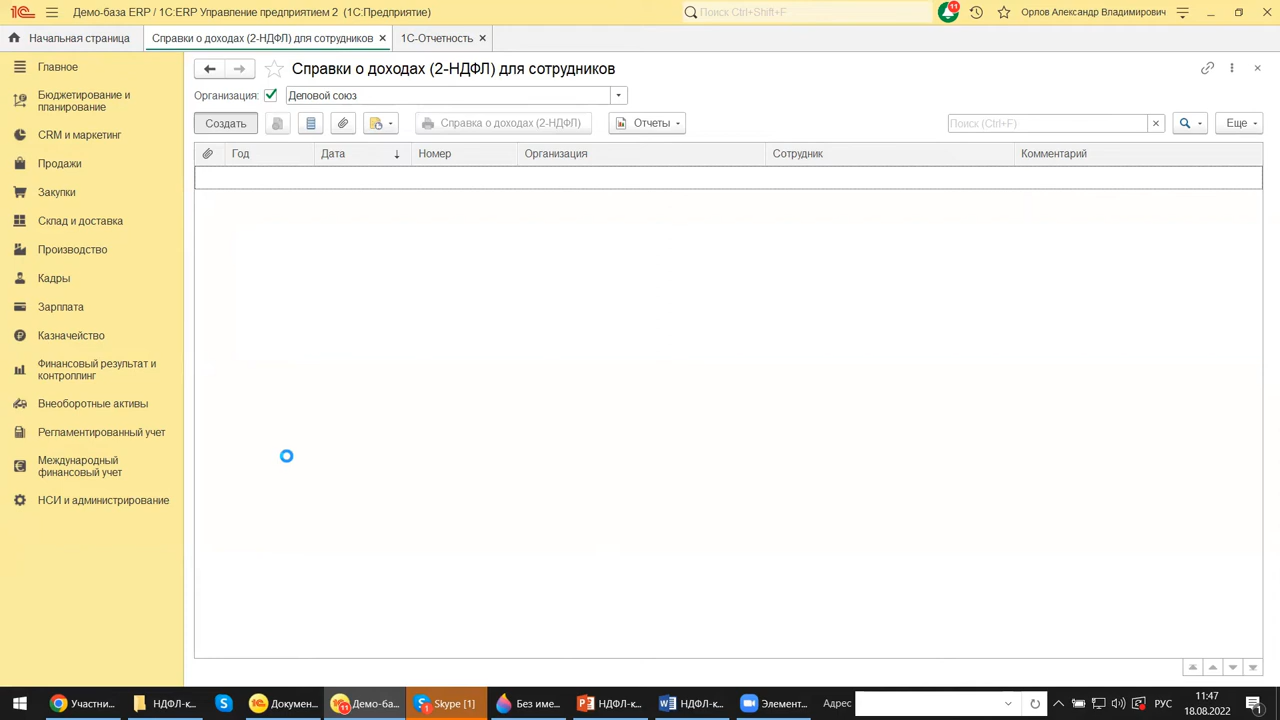 Демо-база ERP / 1С:ERP Управление предприятием 2 (1С:Предприятие)
Поиск Ctrl+Shift+F
11
Орлов Александр Владимирович
Начальная страница
Справки о доходах (2-НДФЛ) для сотрудников
1С-Отчетность
Главное
Бюджетирование и
планирование
CRM и маркетинг
Продажи
Закупки
Склад и доставка
Производство
Кадры
Зарплата
Казначейство
Финансовый результат и
контроллинг
Внеоборотные активы
Регламентированный учет
Международный
финансовый учет
НСИ и администрирование
Справки о доходах (2-НДФЛ) для сотрудников
Организация:
Деловой союз
Создать
Справка о доходах (2-НДФЛ)
Отчеты
Поиск (Ctrl+F)
Еще
Год
Дата
Номер
Организация
Сотрудник
Комментарий
Участни...
НДФЛ-к...
Докумен...
Демо-ба...
Skype [1]
Без име...
НДФЛ-к...
НДФЛ-к...
Элемент...
Адрес
РУС
11:47
18.08.2022